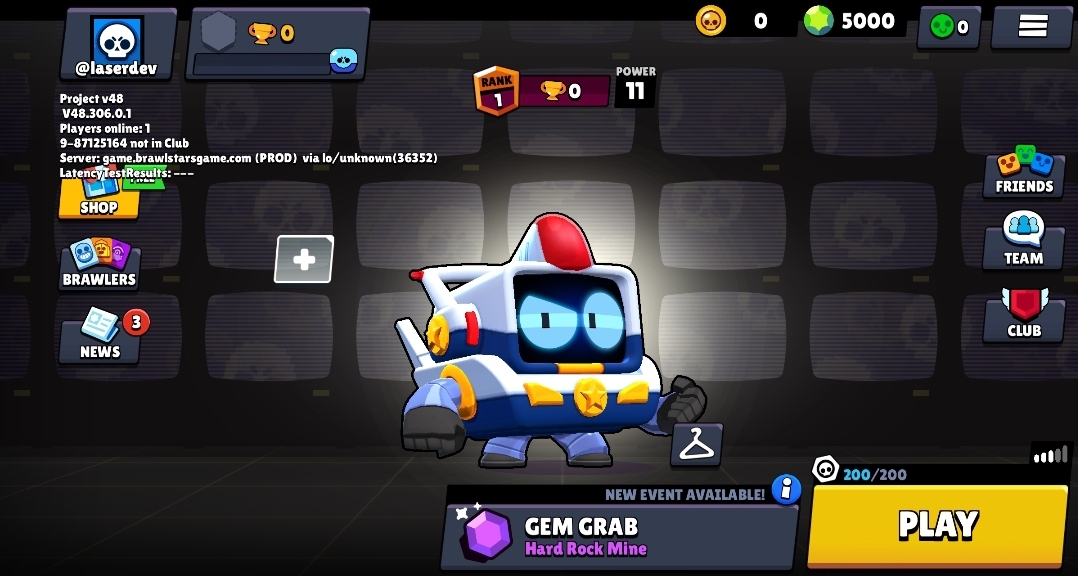 @laserdev
0
0
5000
0
RANK
1
0
POWER
11
Project v48
V48.306.0.1
Players online: 1
9-87125164 not in Club
Server: game.brawlstarsgame.com (PROD) via lo/unknown(36352)
LatencyTestResults: ---
SHOP
BRAWLERS
NEWS
3
FRIENDS
TEAM
CLUB
NEW EVENT AVAILABLE!
i
GEM GRAB
Hard Rock Mine
200/200
PLAY